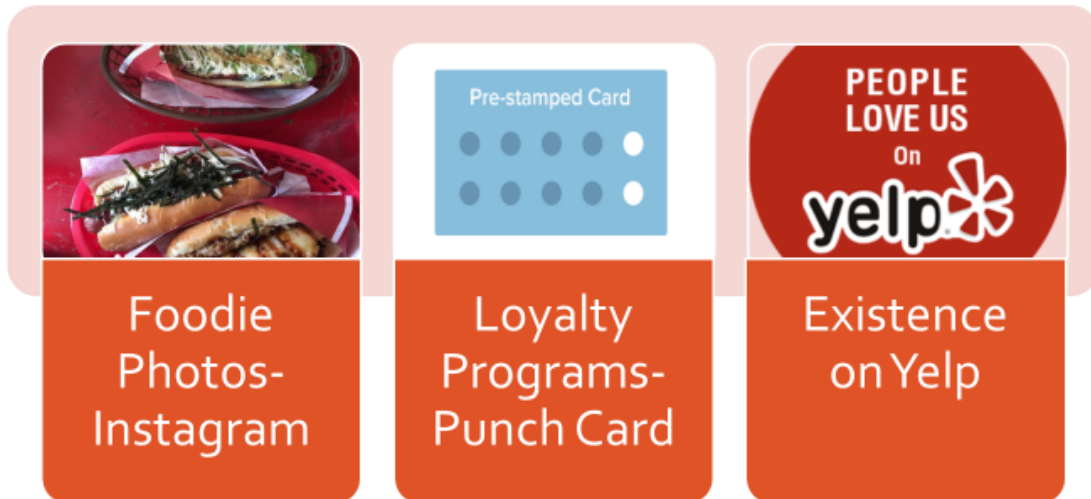 Foodie
Photos-
Instagram
Pre-stamped Card
Loyalty
Programs-
Punch Card
PEOPLE
LOVE US
On
yelp
Existence
on Yelp